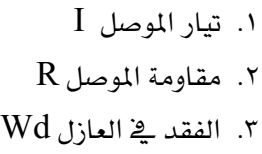 ١. تيار الموصل I
٢. مقاومة الموصل R
٣. الفقد في العازل Wd